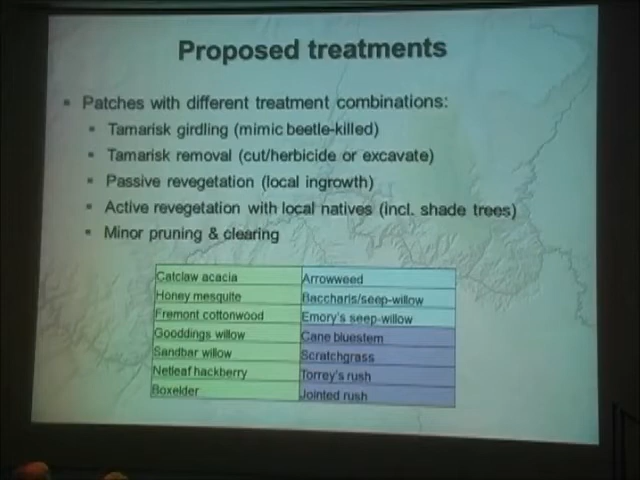 Proposed treatments
▪ Patches with different treatment combinations:
▪ Tamarisk girdling (mimic beetle-killed)
▪ Tamarisk removal (cut/herbicide or excavate)
▪ Passive revegetation (local ingrowth)
▪ Active revegetation with local natives (incl. shade trees)
▪ Minor pruning & clearing
Catclaw acacia Arrowweed
Honey mesquite Baccharis/seep-willow
Fremont cottonwood Emory's seep-willow
Gooddings willow Cane bluestem
Sandbar willow Scratchgrass
Netleaf hackberry Torrey's rush
Boxelder Jointed rush